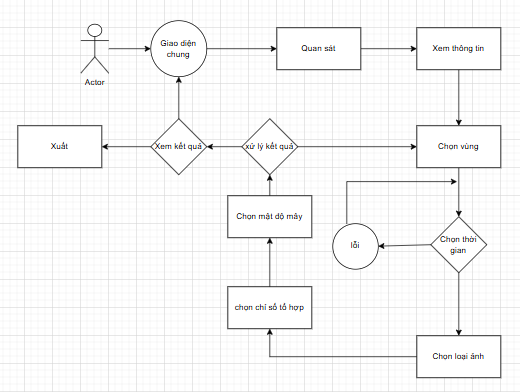 Giao diện
chung
Quan sát
Xem thông tin
Actor
Xuất
Xem kết quả
xử lý kết quả
Chọn vùng
Chọn mật độ mây
lỗi
Chọn thời
gian
chọn chỉ số tổ hợp
Chọn loại ảnh